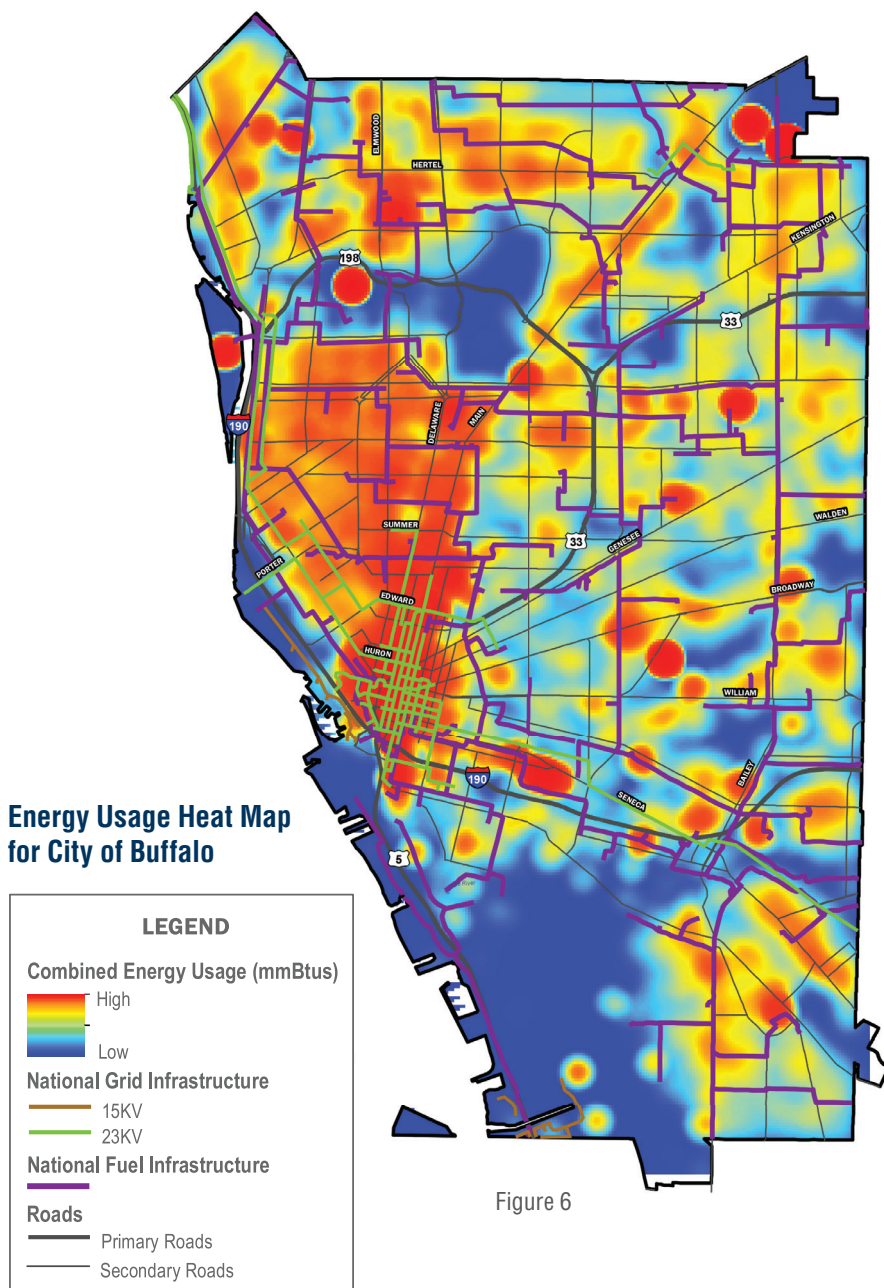 ELMWOOD
HERTEL
KENSINGTON
198
33
190
DELAWARE
MAIN
SUMMER
33
GENESEE
WALDEN
PORTER
EDWARD
BROADWAY
HURON
WILLIAM
190
SENECA
BAILEY
5
Energy Usage Heat Map
for City of Buffalo
LEGEND
Combined Energy Usage (mmBtus)
High
Low
National Grid Infrastructure
15KV
23KV
National Fuel Infrastructure
Roads
Primary Roads
Secondary Roads
Figure 6